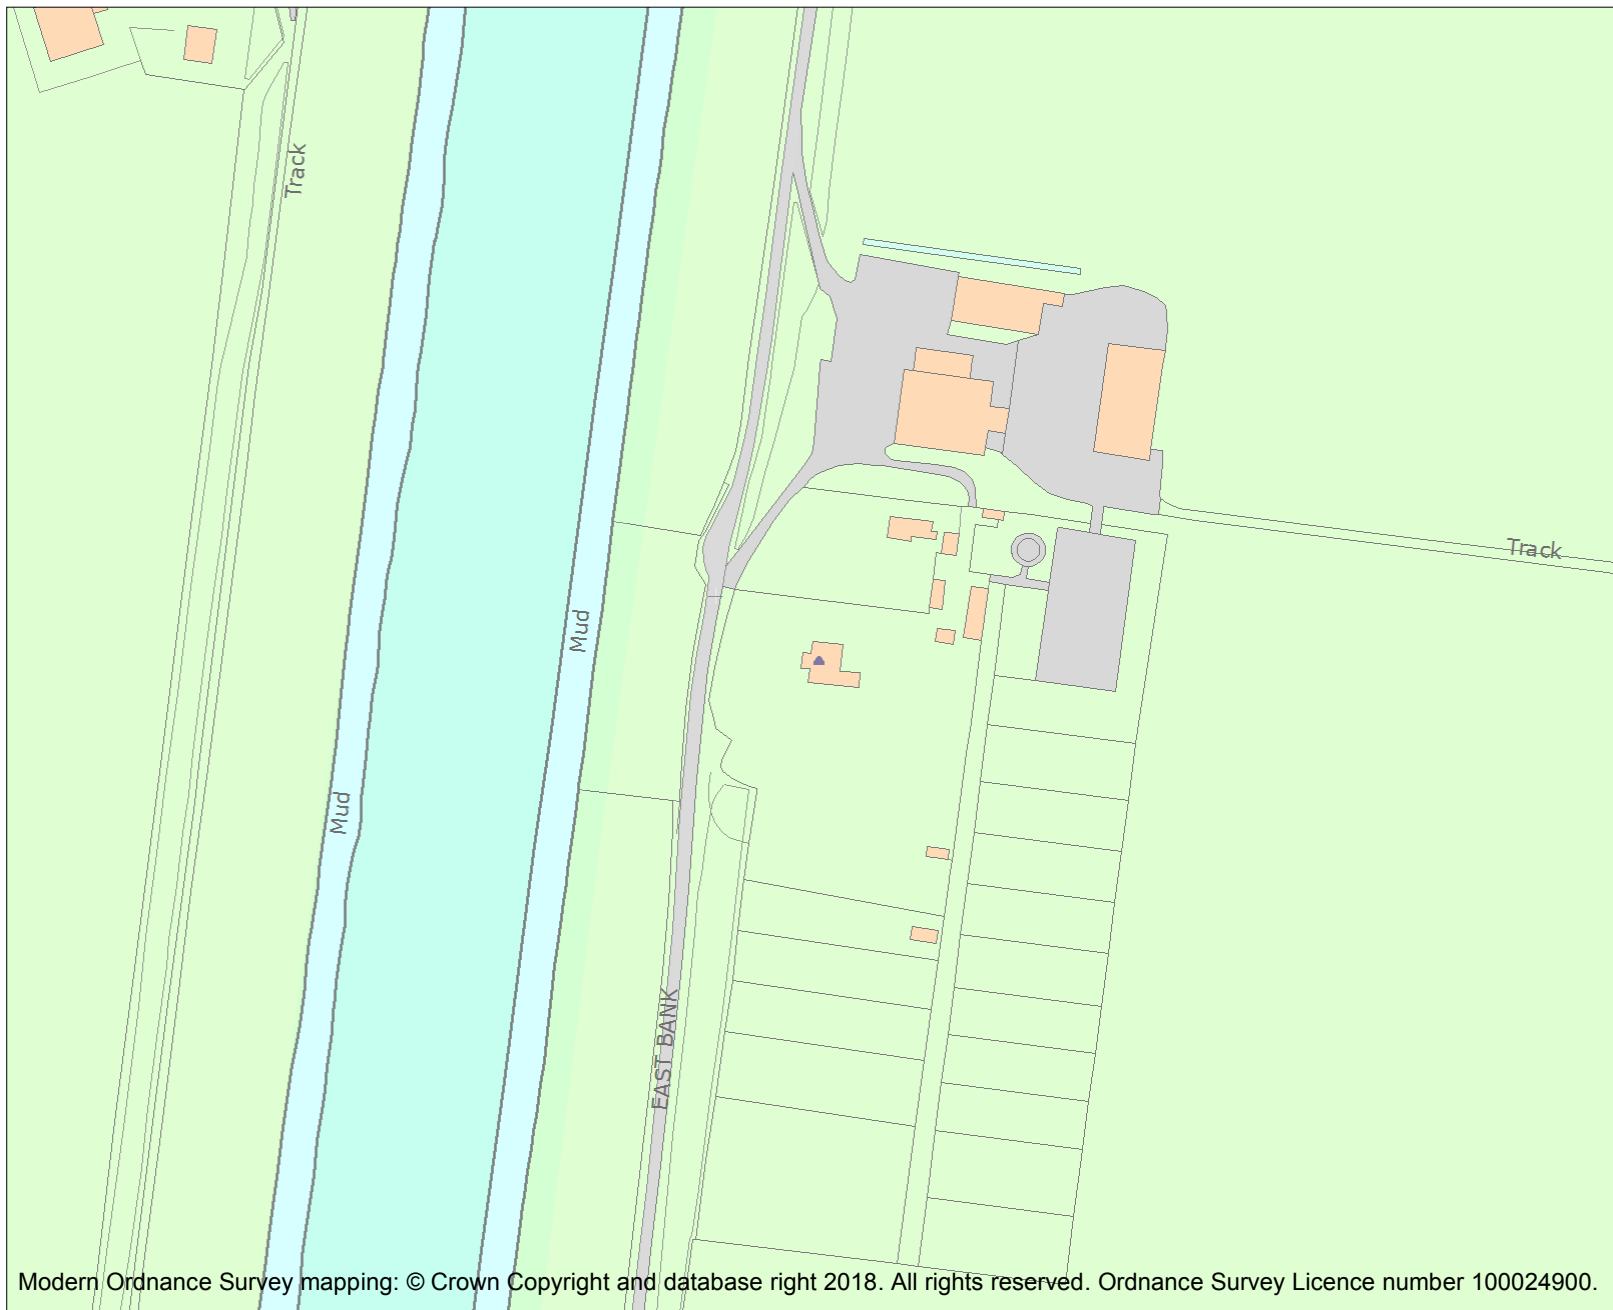 Track
Track
Mud
Mud
EAST BANK
Modern Ordnance Survey mapping: © Crown Copyright and database right 2018. All rights reserved. Ordnance Survey Licence number 100024900.